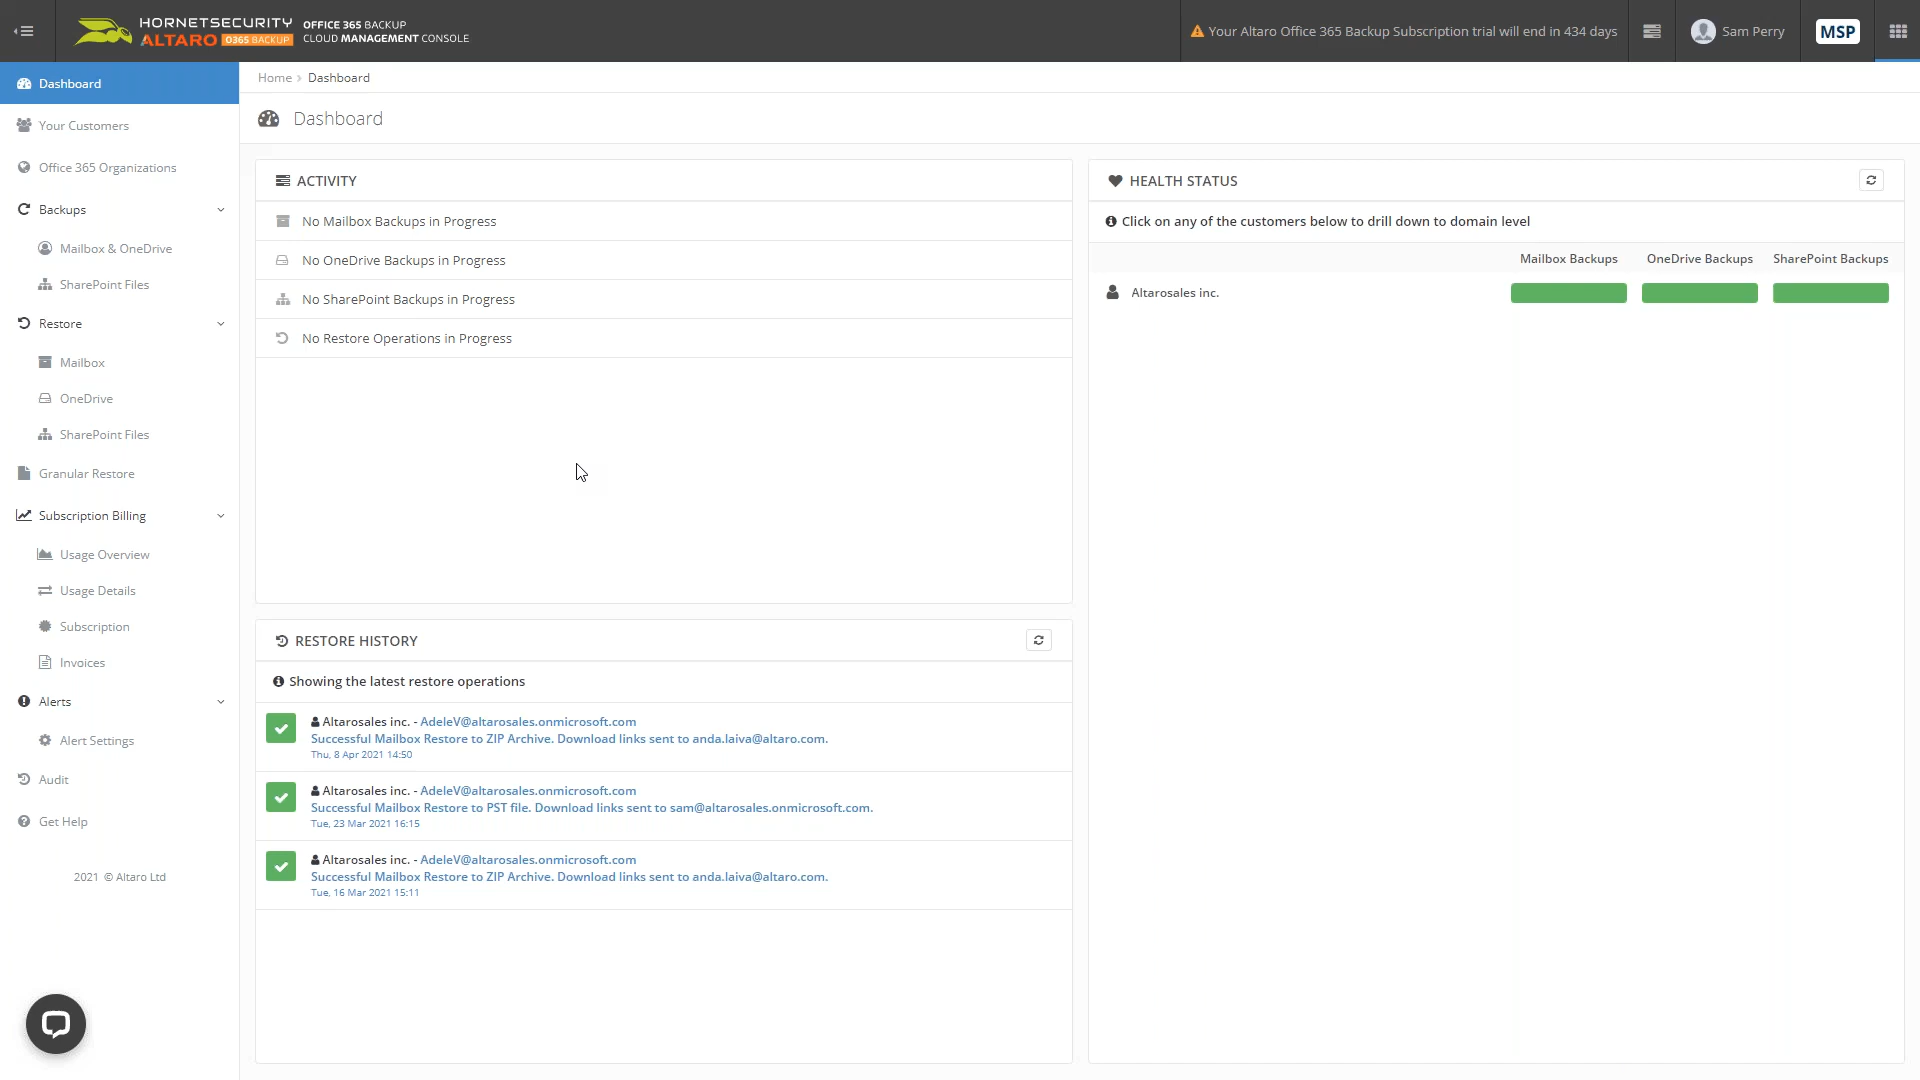 HORNETSECURITY
ALTARO O365 BACKUP
OFFICE 365 BACKUP
CLOUD MANAGEMENT CONSOLE
Your Altaro Office 365 Backup Subscription trial will end in 434 days
Sam Perry
MSP
Dashboard
Your Customers
Office 365 Organizations
Backups
Mailbox & OneDrive
SharePoint Files
Restore
Mailbox
OneDrive
SharePoint Files
Granular Restore
Subscription Billing
Usage Overview
Usage Details
Subscription
Invoices
Alerts
Alert Settings
Audit
Get Help
2021 © Altaro Ltd
Home › Dashboard
Dashboard
ACTIVITY
No Mailbox Backups in Progress
No OneDrive Backups in Progress
No SharePoint Backups in Progress
No Restore Operations in Progress
RESTORE HISTORY
Showing the latest restore operations
Altarosales inc. - AdeleV@altarosales.onmicrosoft.com
Successful Mailbox Restore to ZIP Archive. Download links sent to anda.laiva@altaro.com.
Thu, 8 Apr 2021 14:50
Altarosales inc. - AdeleV@altarosales.onmicrosoft.com
Successful Mailbox Restore to PST file. Download links sent to sam@altarosales.onmicrosoft.com.
Tue, 23 Mar 2021 16:15
Altarosales inc. - AdeleV@altarosales.onmicrosoft.com
Successful Mailbox Restore to ZIP Archive. Download links sent to anda.laiva@altaro.com.
Tue, 16 Mar 2021 15:11
HEALTH STATUS
Click on any of the customers below to drill down to domain level
Mailbox Backups OneDrive Backups SharePoint Backups
Altarosales inc.